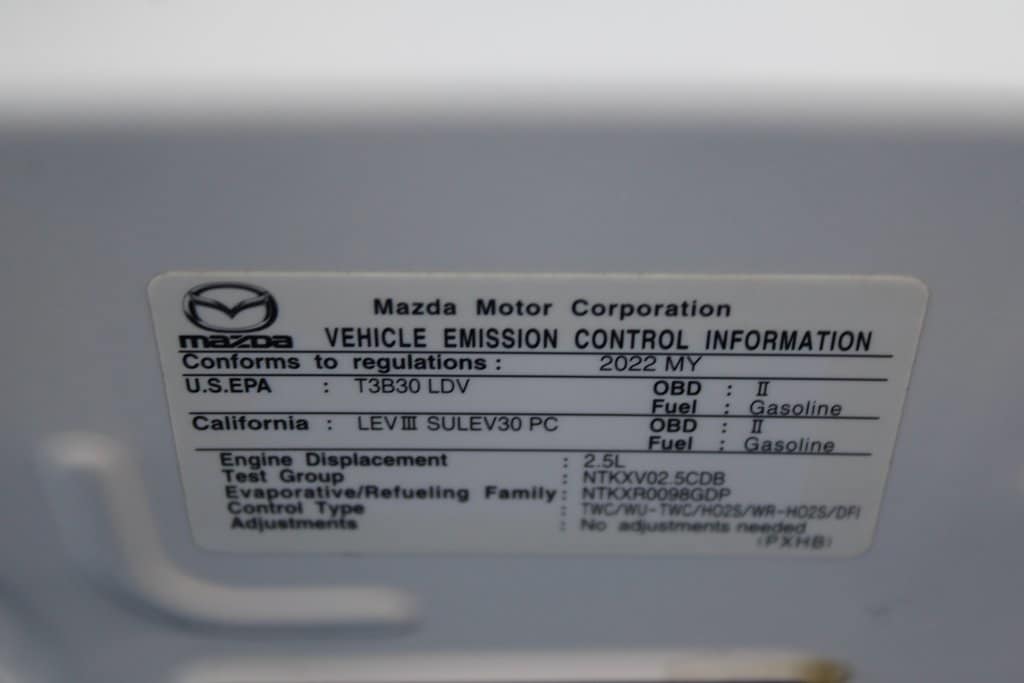 Mazda Motor Corporation
mazda VEHICLE EMISSION CONTROL INFORMATION
Conforms to regulations : 2022 MY
U.S.EPA : T3B30 LDV OBD : Ⅱ
Fuel : Gasoline
California : LEVⅢ SULEV30 PC OBD : Ⅱ
Fuel : Gasoline
Engine Displacement : 2.5L
Test Group : NTKXV02.5CDB
Evaporative/Refueling Family : NTKXR0098GDP
Control Type : TWC/WU-TWC/HO2S/WR-HO2S/DFI
Adjustments : No adjustments needed
(PXHB)